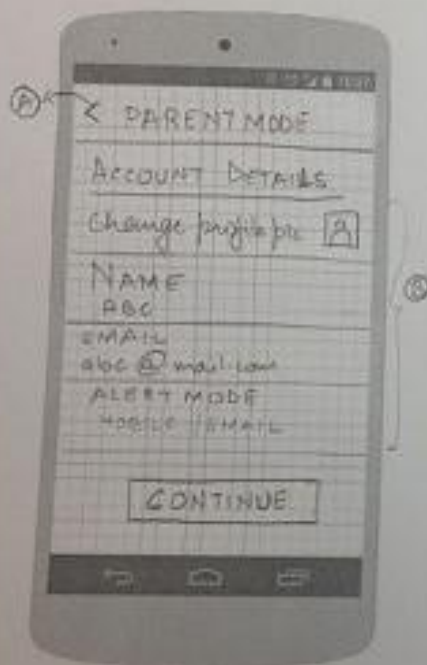 A
< PARENT MODE
ACCOUNT DETAILS
Change profile pic
NAME
ABC
EMAIL
abc@mail.com
B
ALERT MODE
MOBILE / EMAIL
CONTINUE